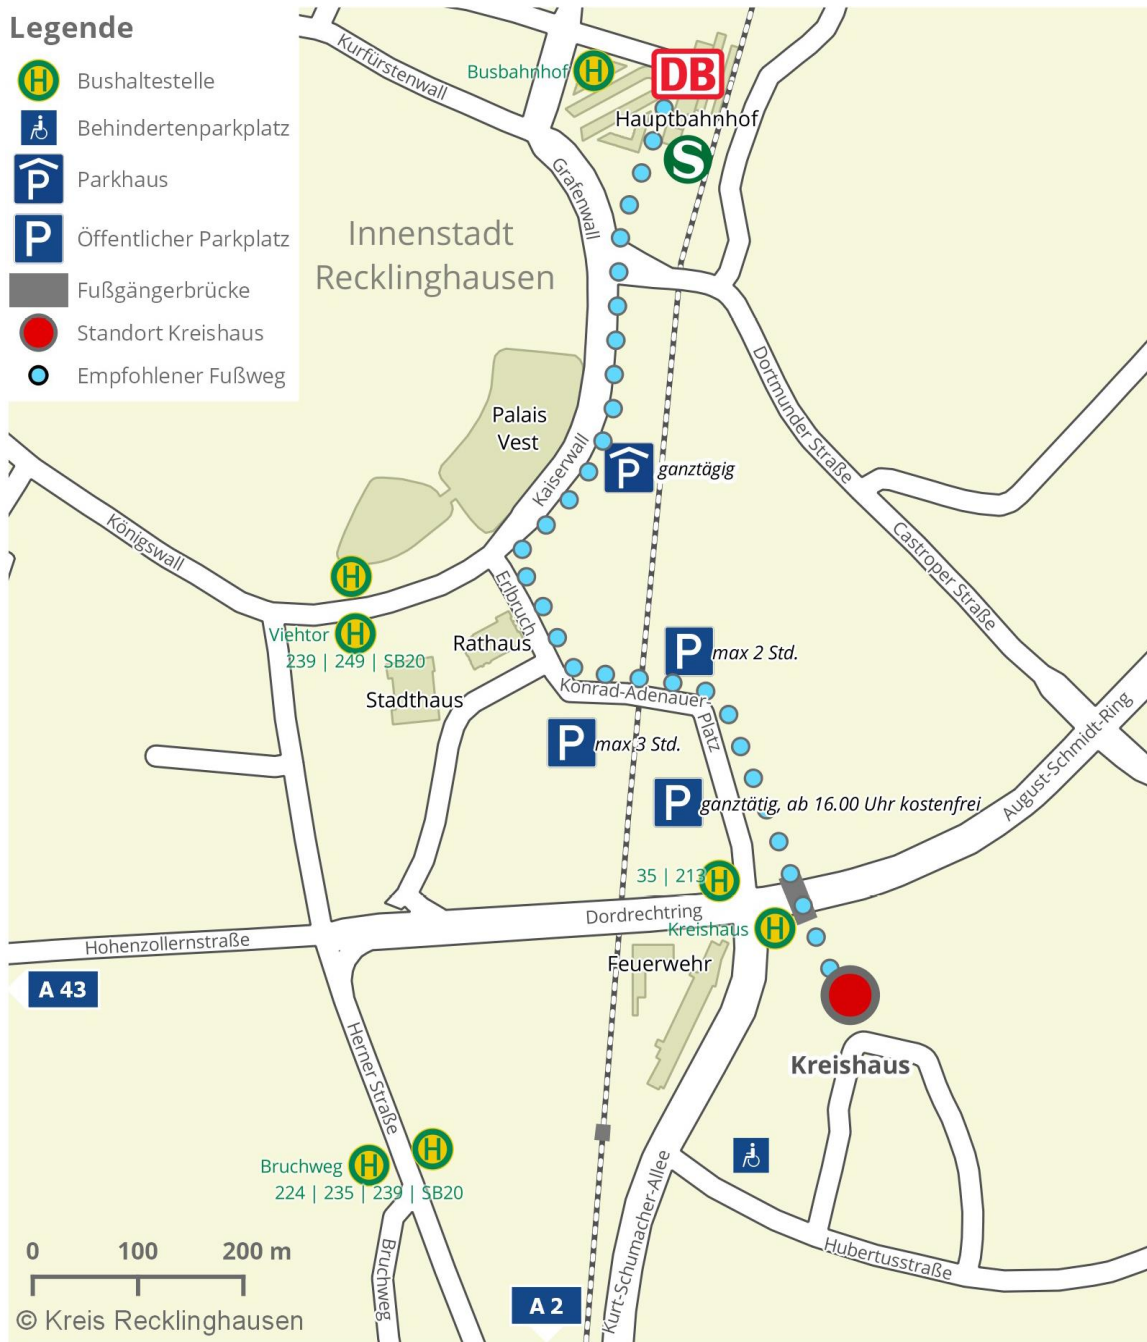 Legende
H Bushaltestelle
Behindertenparkplatz
P Parkhaus
P Öffentlicher Parkplatz
Fußgängerbrücke
Standort Kreishaus
Empfohlener Fußweg
Kurfürstenwall
Busbahnhof H
DB
Hauptbahnhof
S
Grafenwall
Innenstadt
Recklinghausen
Dortmunder Straße
Palais
Vest
Kaiserwall
P ganztägig
Königswall
Castroper Straße
H
Erlbruch
Viehtor H
239 | 249 | SB20
Rathaus
P max 2 Std.
Stadthaus
Konrad-Adenauer-
Platz
P max 3 Std.
August-Schmidt-Ring
P ganztätig, ab 16.00 Uhr kostenfrei
35 | 213 H
Dordrechtring
Kreishaus H
Hohenzollernstraße
Feuerwehr
A 43
Herner Straße
Kreishaus
H
Bruchweg H
224 | 235 | 239 | SB20
Kurt-Schumacher-Allee
Hubertusstraße
Bruchweg
0 100 200 m
A 2
© Kreis Recklinghausen